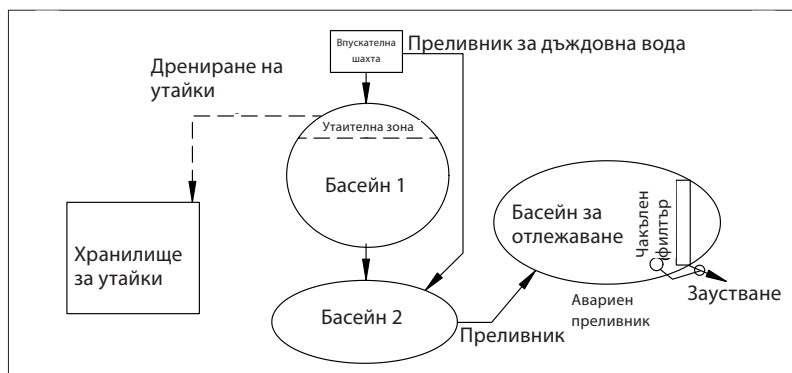 Впускателна
шахта
Преливник за дъждовна вода
Дрениране на
утайки
Утаителна зона
Басейн 1
Басейн за
отлежаване
Чакълен
филтър
Хранилище
за утайки
Заустване
Авариен
преливник
Басейн 2
Преливник